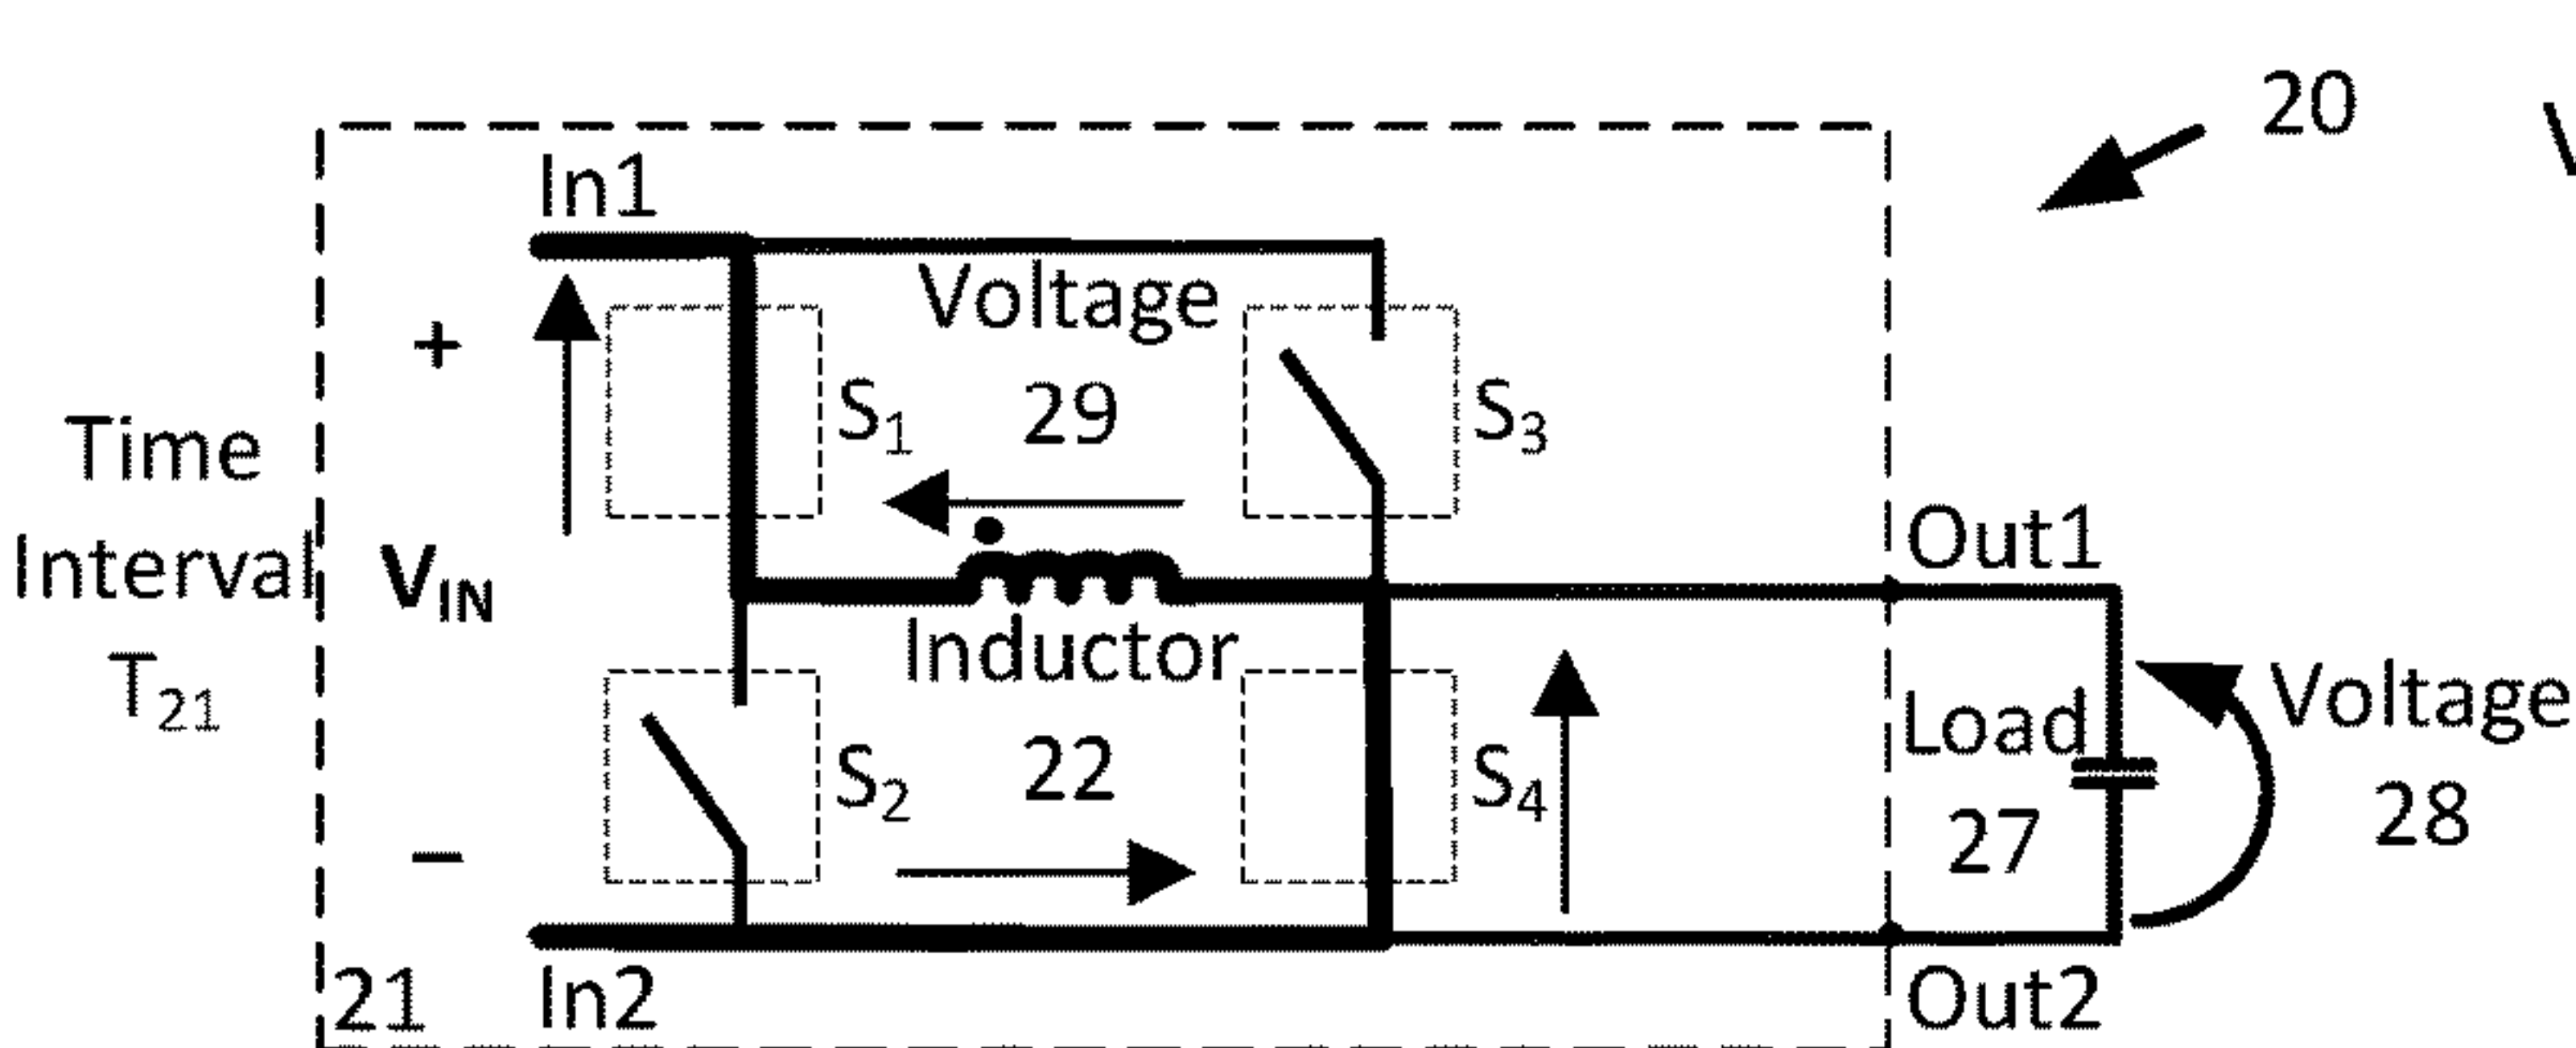 20
In1
+
Voltage
29
S1
S3
Time
Interval
T21
VIN
Out1
Inductor
22
S2
S4
Load
27
Voltage
28
−
21
In2
Out2